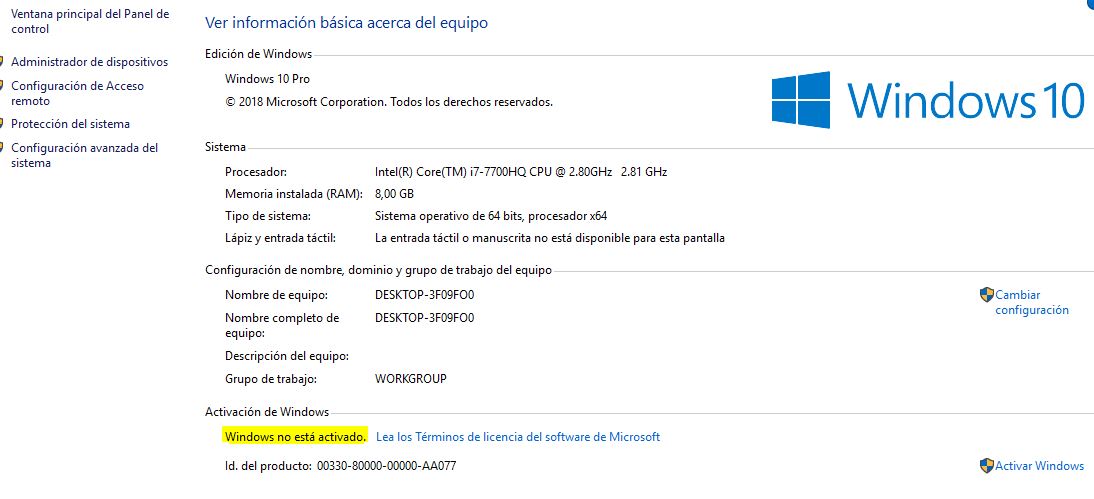 Ventana principal del Panel de
control
Administrador de dispositivos
Configuración de Acceso
remoto
Protección del sistema
Configuración avanzada del
sistema
Ver información básica acerca del equipo
Edición de Windows
Windows 10 Pro
© 2018 Microsoft Corporation. Todos los derechos reservados.
Windows 10
Sistema
Procesador: Intel(R) Core(TM) i7-7700HQ CPU @ 2.80GHz 2.81 GHz
Memoria instalada (RAM): 8,00 GB
Tipo de sistema: Sistema operativo de 64 bits, procesador x64
Lápiz y entrada táctil: La entrada táctil o manuscrita no está disponible para esta pantalla
Configuración de nombre, dominio y grupo de trabajo del equipo
Nombre de equipo: DESKTOP-3F09FO0
Cambiar
configuración
Nombre completo de
equipo: DESKTOP-3F09FO0
Descripción del equipo:
Grupo de trabajo: WORKGROUP
Activación de Windows
Windows no está activado. Lea los Términos de licencia del software de Microsoft
Id. del producto: 00330-80000-00000-AA077
Activar Windows